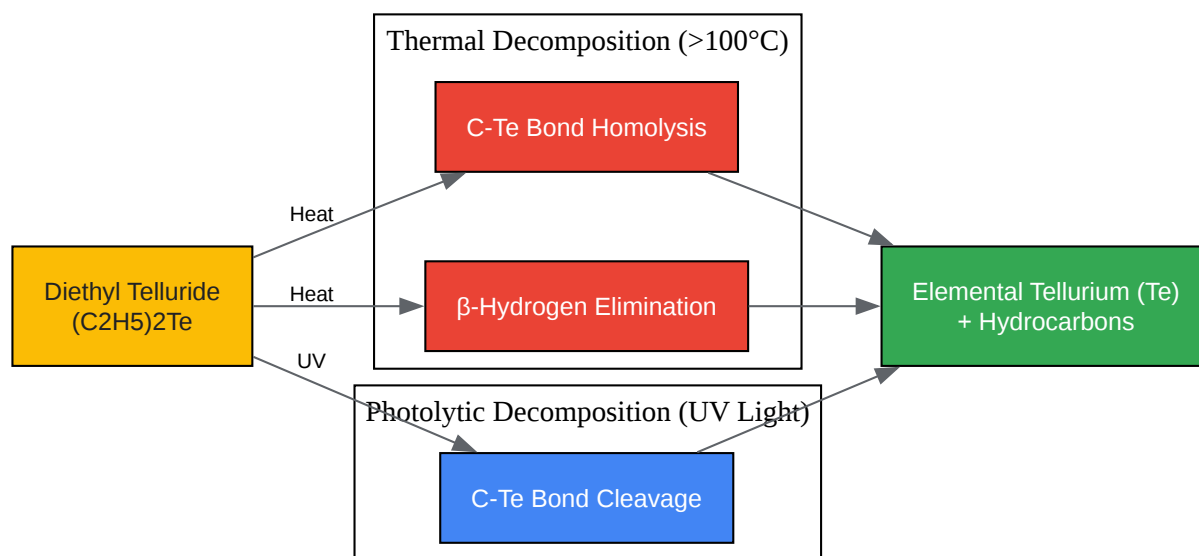 Thermal Decomposition (>100°C)
C-Te Bond Homolysis
Heat
Diethyl Telluride
(C2H5)2Te
Heat
β-Hydrogen Elimination
Elemental Tellurium (Te)
+ Hydrocarbons
UV
Photolytic Decomposition (UV Light)
C-Te Bond Cleavage